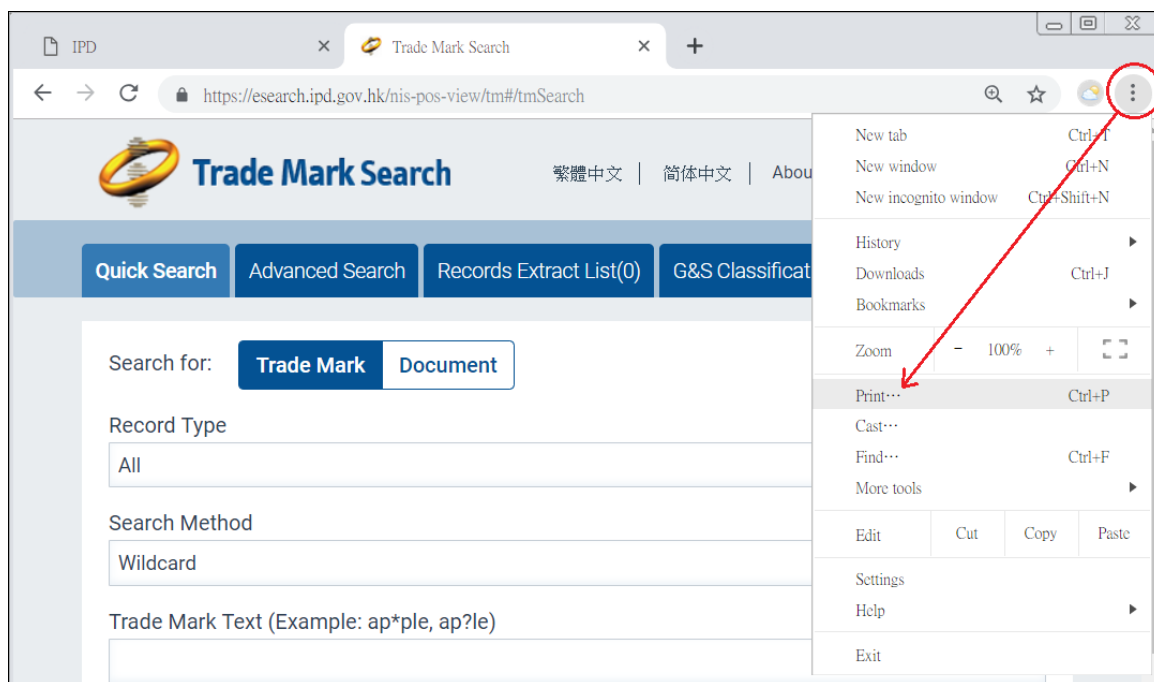 IPD
Trade Mark Search
https://esearch.ipd.gov.hk/nis-pos-view/tm#/tmSearch
Trade Mark Search
繁體中文 | 简体中文 | Abou
Quick Search
Advanced Search
Records Extract List(0)
G&S Classificat
Search for:
Trade Mark
Document
Record Type
All
Search Method
Wildcard
Trade Mark Text (Example: ap*ple, ap?le)
New tab Ctrl+T
New window Ctrl+N
New incognito window Ctrl+Shift+N
History
Downloads Ctrl+J
Bookmarks
Zoom - 100% +
Print… Ctrl+P
Cast…
Find… Ctrl+F
More tools
Edit Cut Copy Paste
Settings
Help
Exit